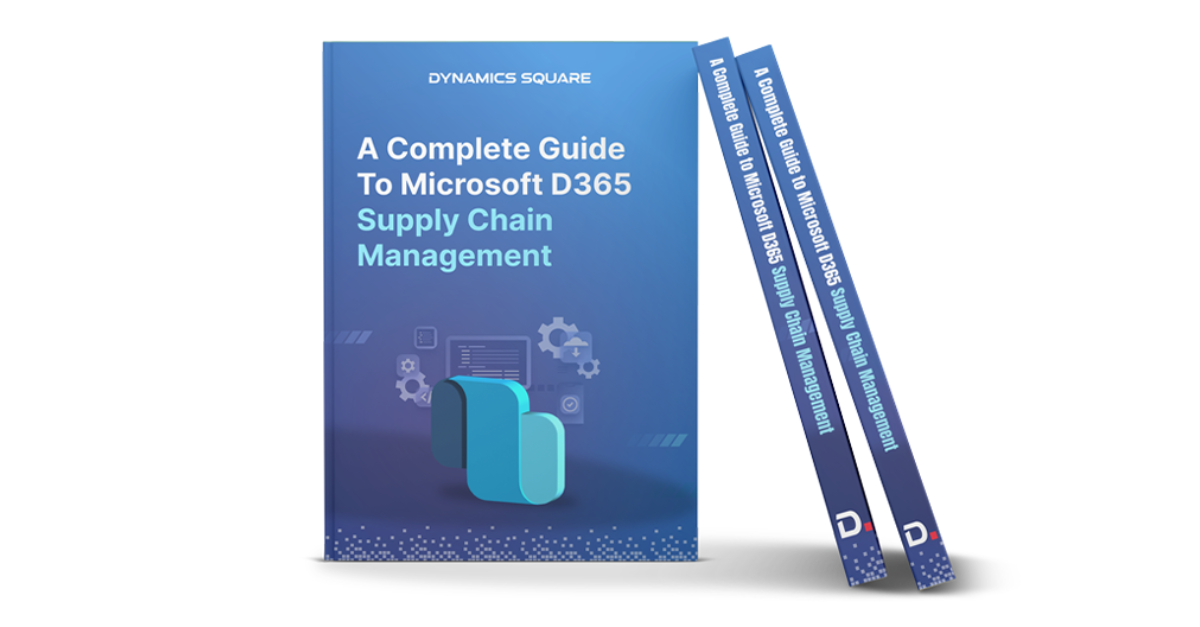 DYNAMICS SQUARE
A Complete Guide
To Microsoft D365
Supply Chain
Management
A Complete Guide to Microsoft D365 Supply Chain Management
D.
A Complete Guide to Microsoft D365 Supply Chain Management
D.